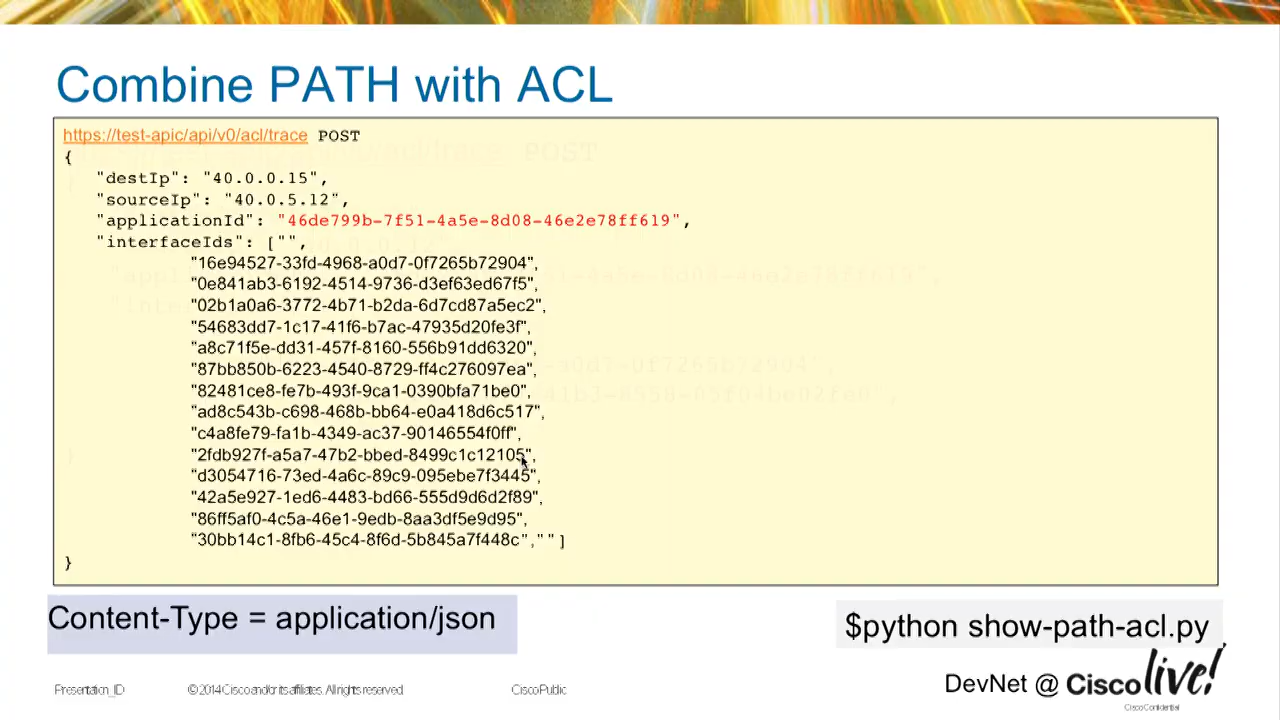 Combine PATH with ACL
https://test-apic/api/v0/acl/trace POST
{
"destIp": "40.0.0.15",
"sourceIp": "40.0.5.12",
"applicationId": "46de799b-7f51-4a5e-8d08-46e2e78ff619",
"interfaceIds": ["",
"16e94527-33fd-4968-a0d7-0f7265b72904",
"0e841ab3-6192-4514-9736-d3ef63ed67f5",
"02b1a0a6-3772-4b71-b2da-6d7cd87a5ec2",
"54683dd7-1c17-41f6-b7ac-47935d20fe3f",
"a8c71f5e-dd31-457f-8160-556b91dd6320",
"87bb850b-6223-4540-8729-ff4c276097ea",
"82481ce8-fe7b-493f-9ca1-0390bfa71be0",
"ad8c543b-c698-468b-bb64-e0a418d6c517",
"c4a8fe79-fa1b-4349-ac37-90146554f0ff",
"2fdb927f-a5a7-47b2-bbed-8499c1c12105",
"d3054716-73ed-4a6c-89c9-095ebe7f3445",
"42a5e927-1ed6-4483-bd66-555d9d6d2f89",
"86ff5af0-4c5a-46e1-9edb-8aa3df5e9d95",
"30bb14c1-8fb6-45c4-8f6d-5b845a7f448c",""]
}
Content-Type = application/json
$python show-path-acl.py
Presentation_ID © 2014 Cisco and/or its affiliates. All rights reserved. Cisco Public
DevNet @ Cisco live!
Cisco Confidential